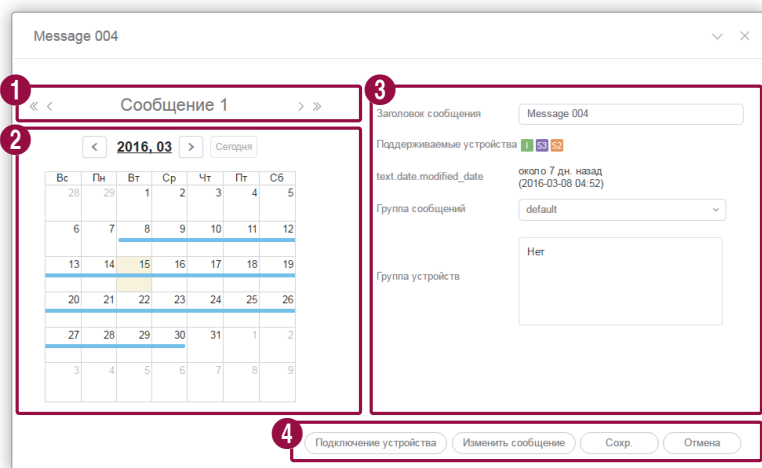 Message 004
1
« < Сообщение 1 > »
2
< 2016, 03 > Сегодня
Вс Пн Вт Ср Чт Пт Сб
28 29 1 2 3 4 5
6 7 8 9 10 11 12
13 14 15 16 17 18 19
20 21 22 23 24 25 26
27 28 29 30 31 1 2
3 4 5 6 7 8 9
3
Заголовок сообщения Message 004
Поддерживаемые устройства I S3 S2
text.date.modified_date около 7 дн. назад
(2016-03-08 04:52)
Группа сообщений default
Группа устройств Нет
4
Подключение устройства Изменить сообщение Сохр. Отмена